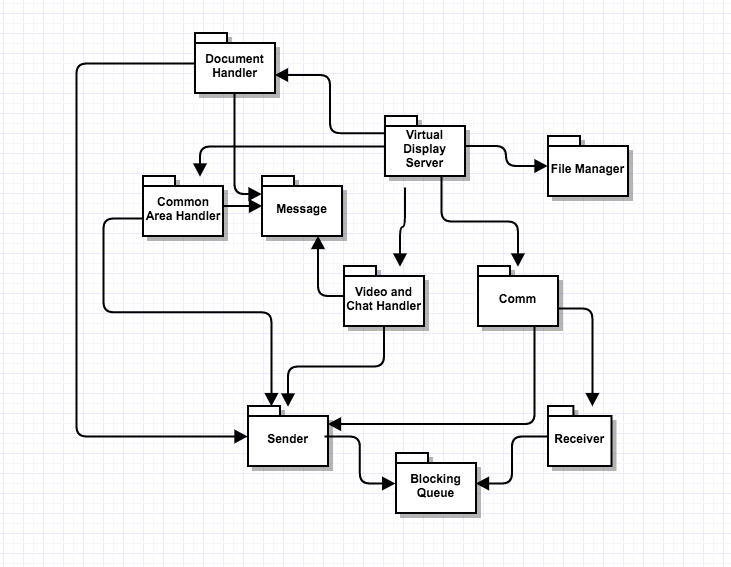 Document
Handler
Virtual
Display
Server
File Manager
Common
Area Handler
Message
Video and
Chat Handler
Comm
Sender
Receiver
Blocking
Queue